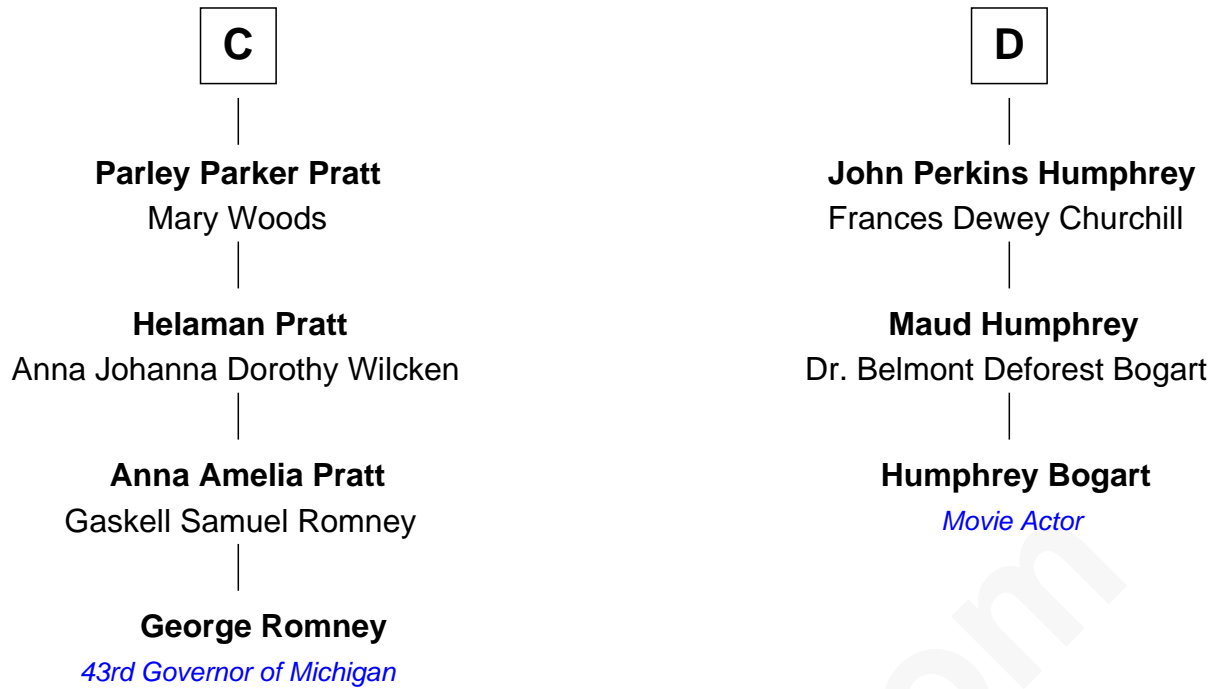 C
Parley Parker Pratt
Mary Woods
Helaman Pratt
Anna Johanna Dorothy Wilcken
Anna Amelia Pratt
Gaskell Samuel Romney
George Romney
43rd Governor of Michigan
D
John Perkins Humphrey
Frances Dewey Churchill
Maud Humphrey
Dr. Belmont Deforest Bogart
Humphrey Bogart
Movie Actor
om